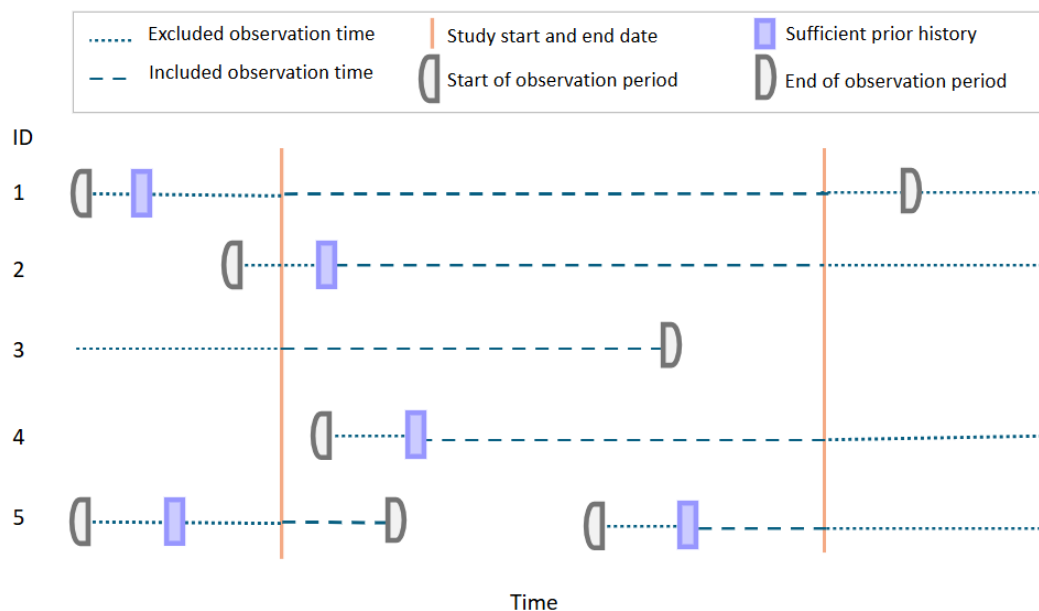 Excluded observation time
Study start and end date
Sufficient prior history
Included observation time
Start of observation period
End of observation period
ID
1
2
3
4
5
Time